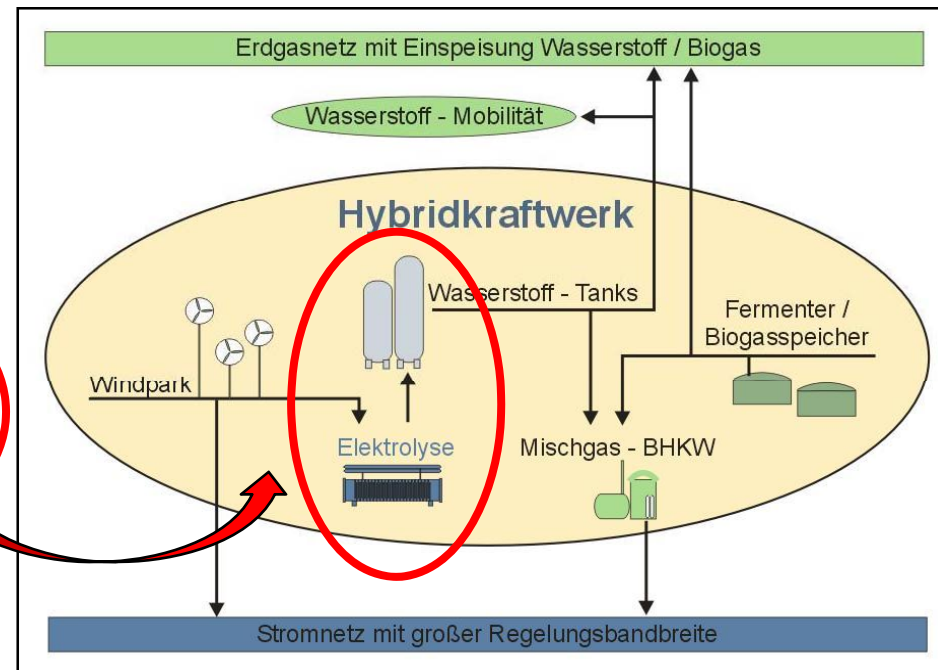 Erdgasnetz mit Einspeisung Wasserstoff / Biogas
Wasserstoff - Mobilität
Hybridkraftwerk
Wasserstoff - Tanks
Fermenter /
Biogasspeicher
Windpark
Elektrolyse
Mischgas - BHKW
Stromnetz mit großer Regelungsbandbreite